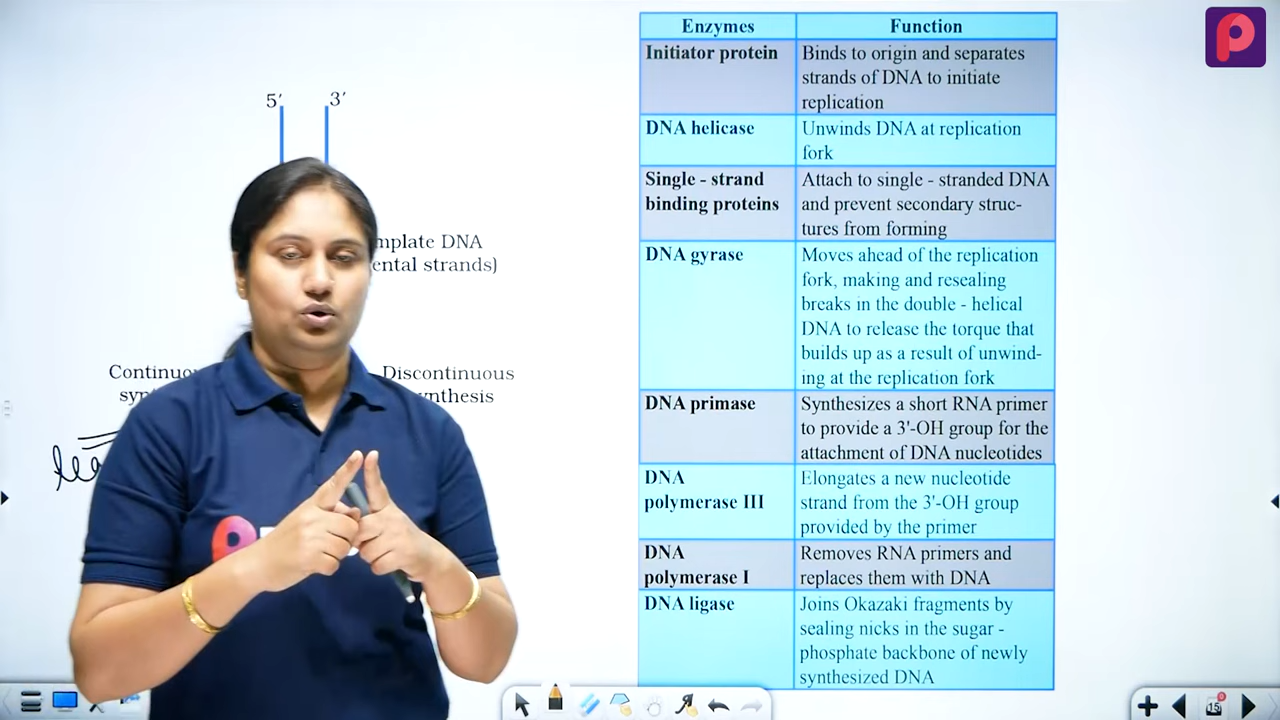 5′
3′
DNA
strands)
Discontinuous
Enzymes
Function
Initiator protein
Binds to origin and separates
strands of DNA to initiate
replication
DNA helicase
Unwinds DNA at replication
fork
Single - strand
binding proteins
Attach to single - stranded DNA
and prevent secondary struc-
tures from forming
DNA gyrase
Moves ahead of the replication
fork, making and resealing
breaks in the double - helical
DNA to release the torque that
builds up as a result of unwind-
ing at the replication fork
DNA primase
Synthesizes a short RNA primer
to provide a 3'-OH group for the
attachment of DNA nucleotides
DNA
polymerase III
Elongates a new nucleotide
strand from the 3'-OH group
provided by the primer
DNA
polymerase I
Removes RNA primers and
replaces them with DNA
DNA ligase
Joins Okazaki fragments by
sealing nicks in the sugar -
phosphate backbone of newly
synthesized DNA
15